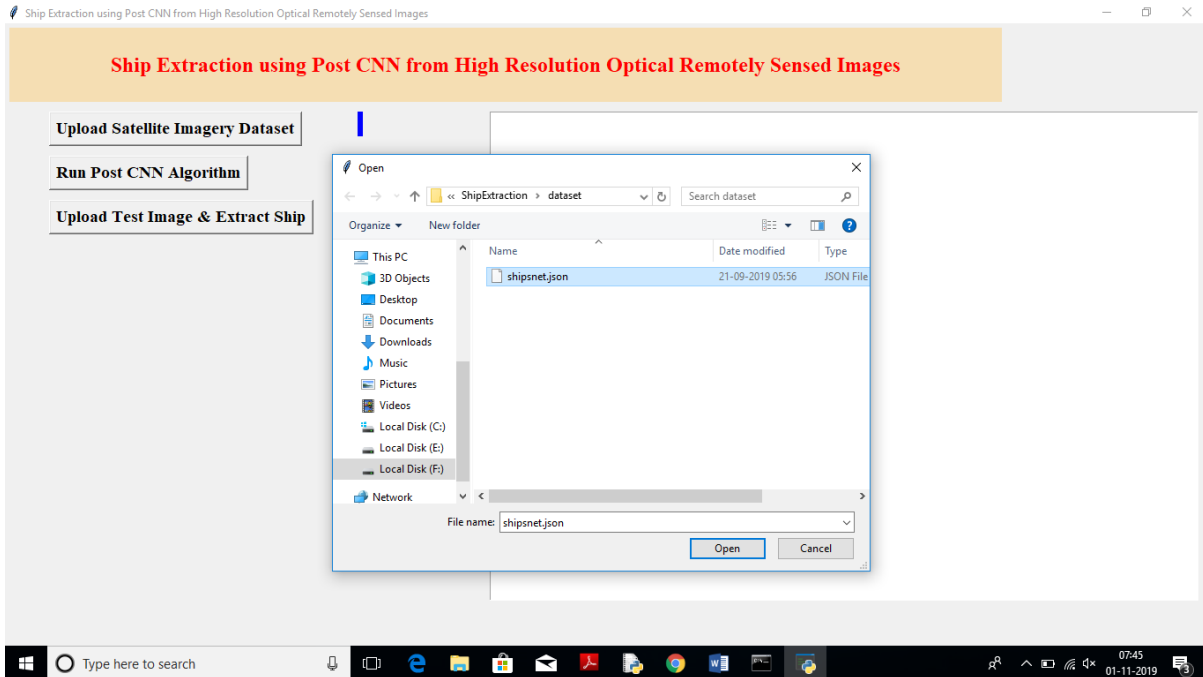 Ship Extraction using Post CNN from High Resolution Optical Remotely Sensed Images
Ship Extraction using Post CNN from High Resolution Optical Remotely Sensed Images
Upload Satellite Imagery Dataset
Run Post CNN Algorithm
Upload Test Image & Extract Ship
Open
« ShipExtraction › dataset
Search dataset
Organize
New folder
Name Date modified Type
shipsnet.json 21-09-2019 05:56 JSON File
This PC
3D Objects
Desktop
Documents
Downloads
Music
Pictures
Videos
Local Disk (C:)
Local Disk (E:)
Local Disk (F:)
Network
File name: shipsnet.json
Open Cancel
Type here to search
07:45
01-11-2019
3